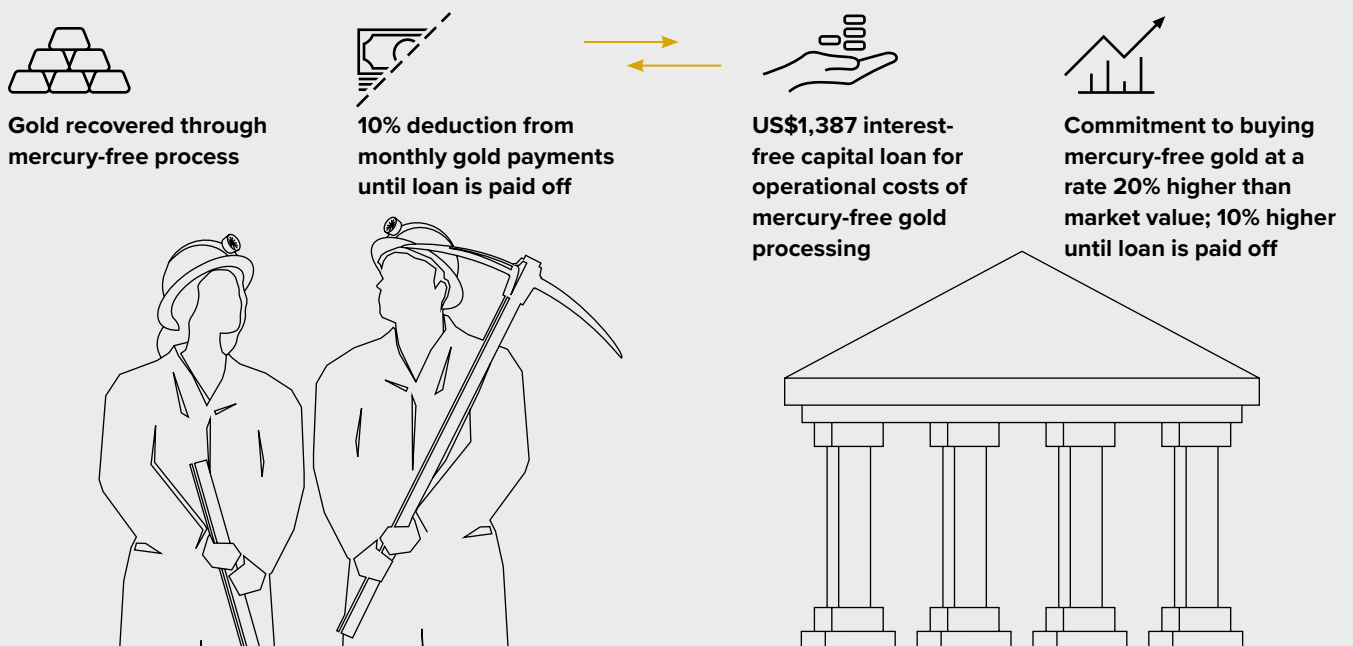 Gold recovered through
mercury-free process
10% deduction from
monthly gold payments
until loan is paid off
US$1,387 interest-
free capital loan for
operational costs of
mercury-free gold
processing
Commitment to buying
mercury-free gold at a
rate 20% higher than
market value; 10% higher
until loan is paid off